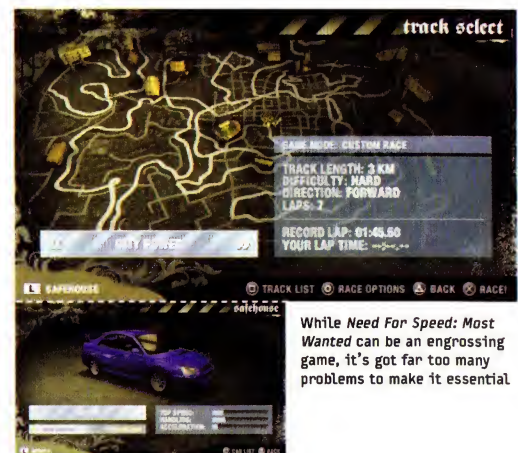 track select
GAME MODE: CUSTOM RACE
TRACK LENGTH: 3 KM
DIFFICULTY: HARD
DIRECTION: FORWARD
LAPS: 2
RECORD LAP: 01:45.60
YOUR LAP TIME: --:--.--
L SAFEHOUSE
TRACK LIST RACE OPTIONS BACK RACE!
safehouse
TOP SPEED:
HANDLING:
ACCELERATION:
L
CAR LIST BACK
While Need For Speed: Most
Wanted can be an engrossing
game, it's got far too many
problems to make it essential